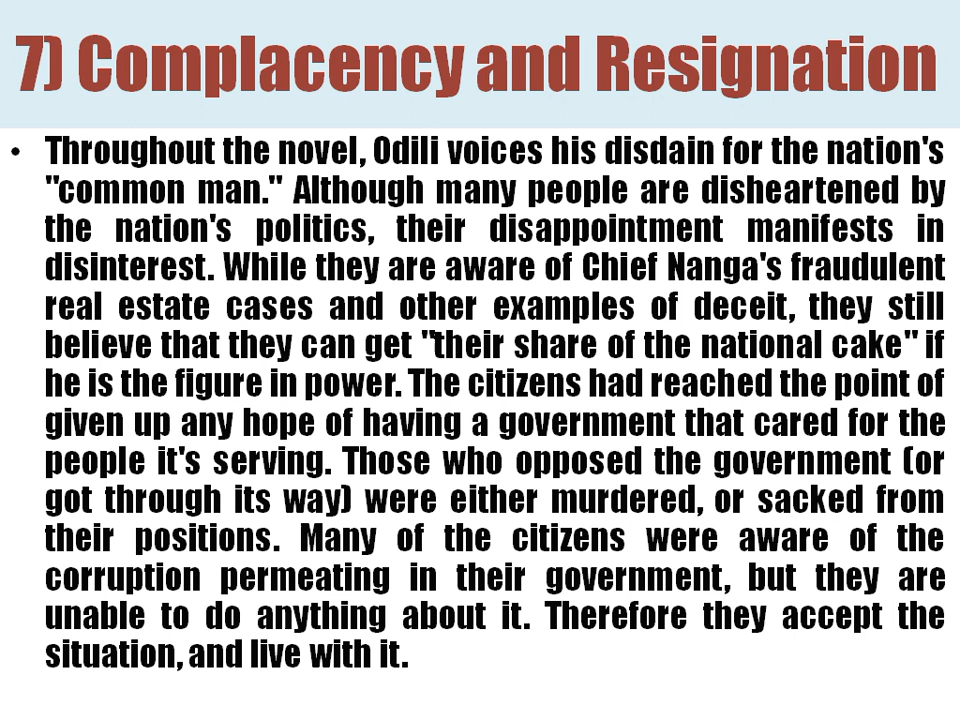 7) Complacency and Resignation
• Throughout the novel, Odili voices his disdain for the nation's
"common man." Although many people are disheartened by
the nation's politics, their disappointment manifests in
disinterest. While they are aware of Chief Nanga's fraudulent
real estate cases and other examples of deceit, they still
believe that they can get "their share of the national cake" if
he is the figure in power. The citizens had reached the point of
given up any hope of having a government that cared for the
people it's serving. Those who opposed the government (or
got through its way) were either murdered, or sacked from
their positions. Many of the citizens were aware of the
corruption permeating in their government, but they are
unable to do anything about it. Therefore they accept the
situation, and live with it.